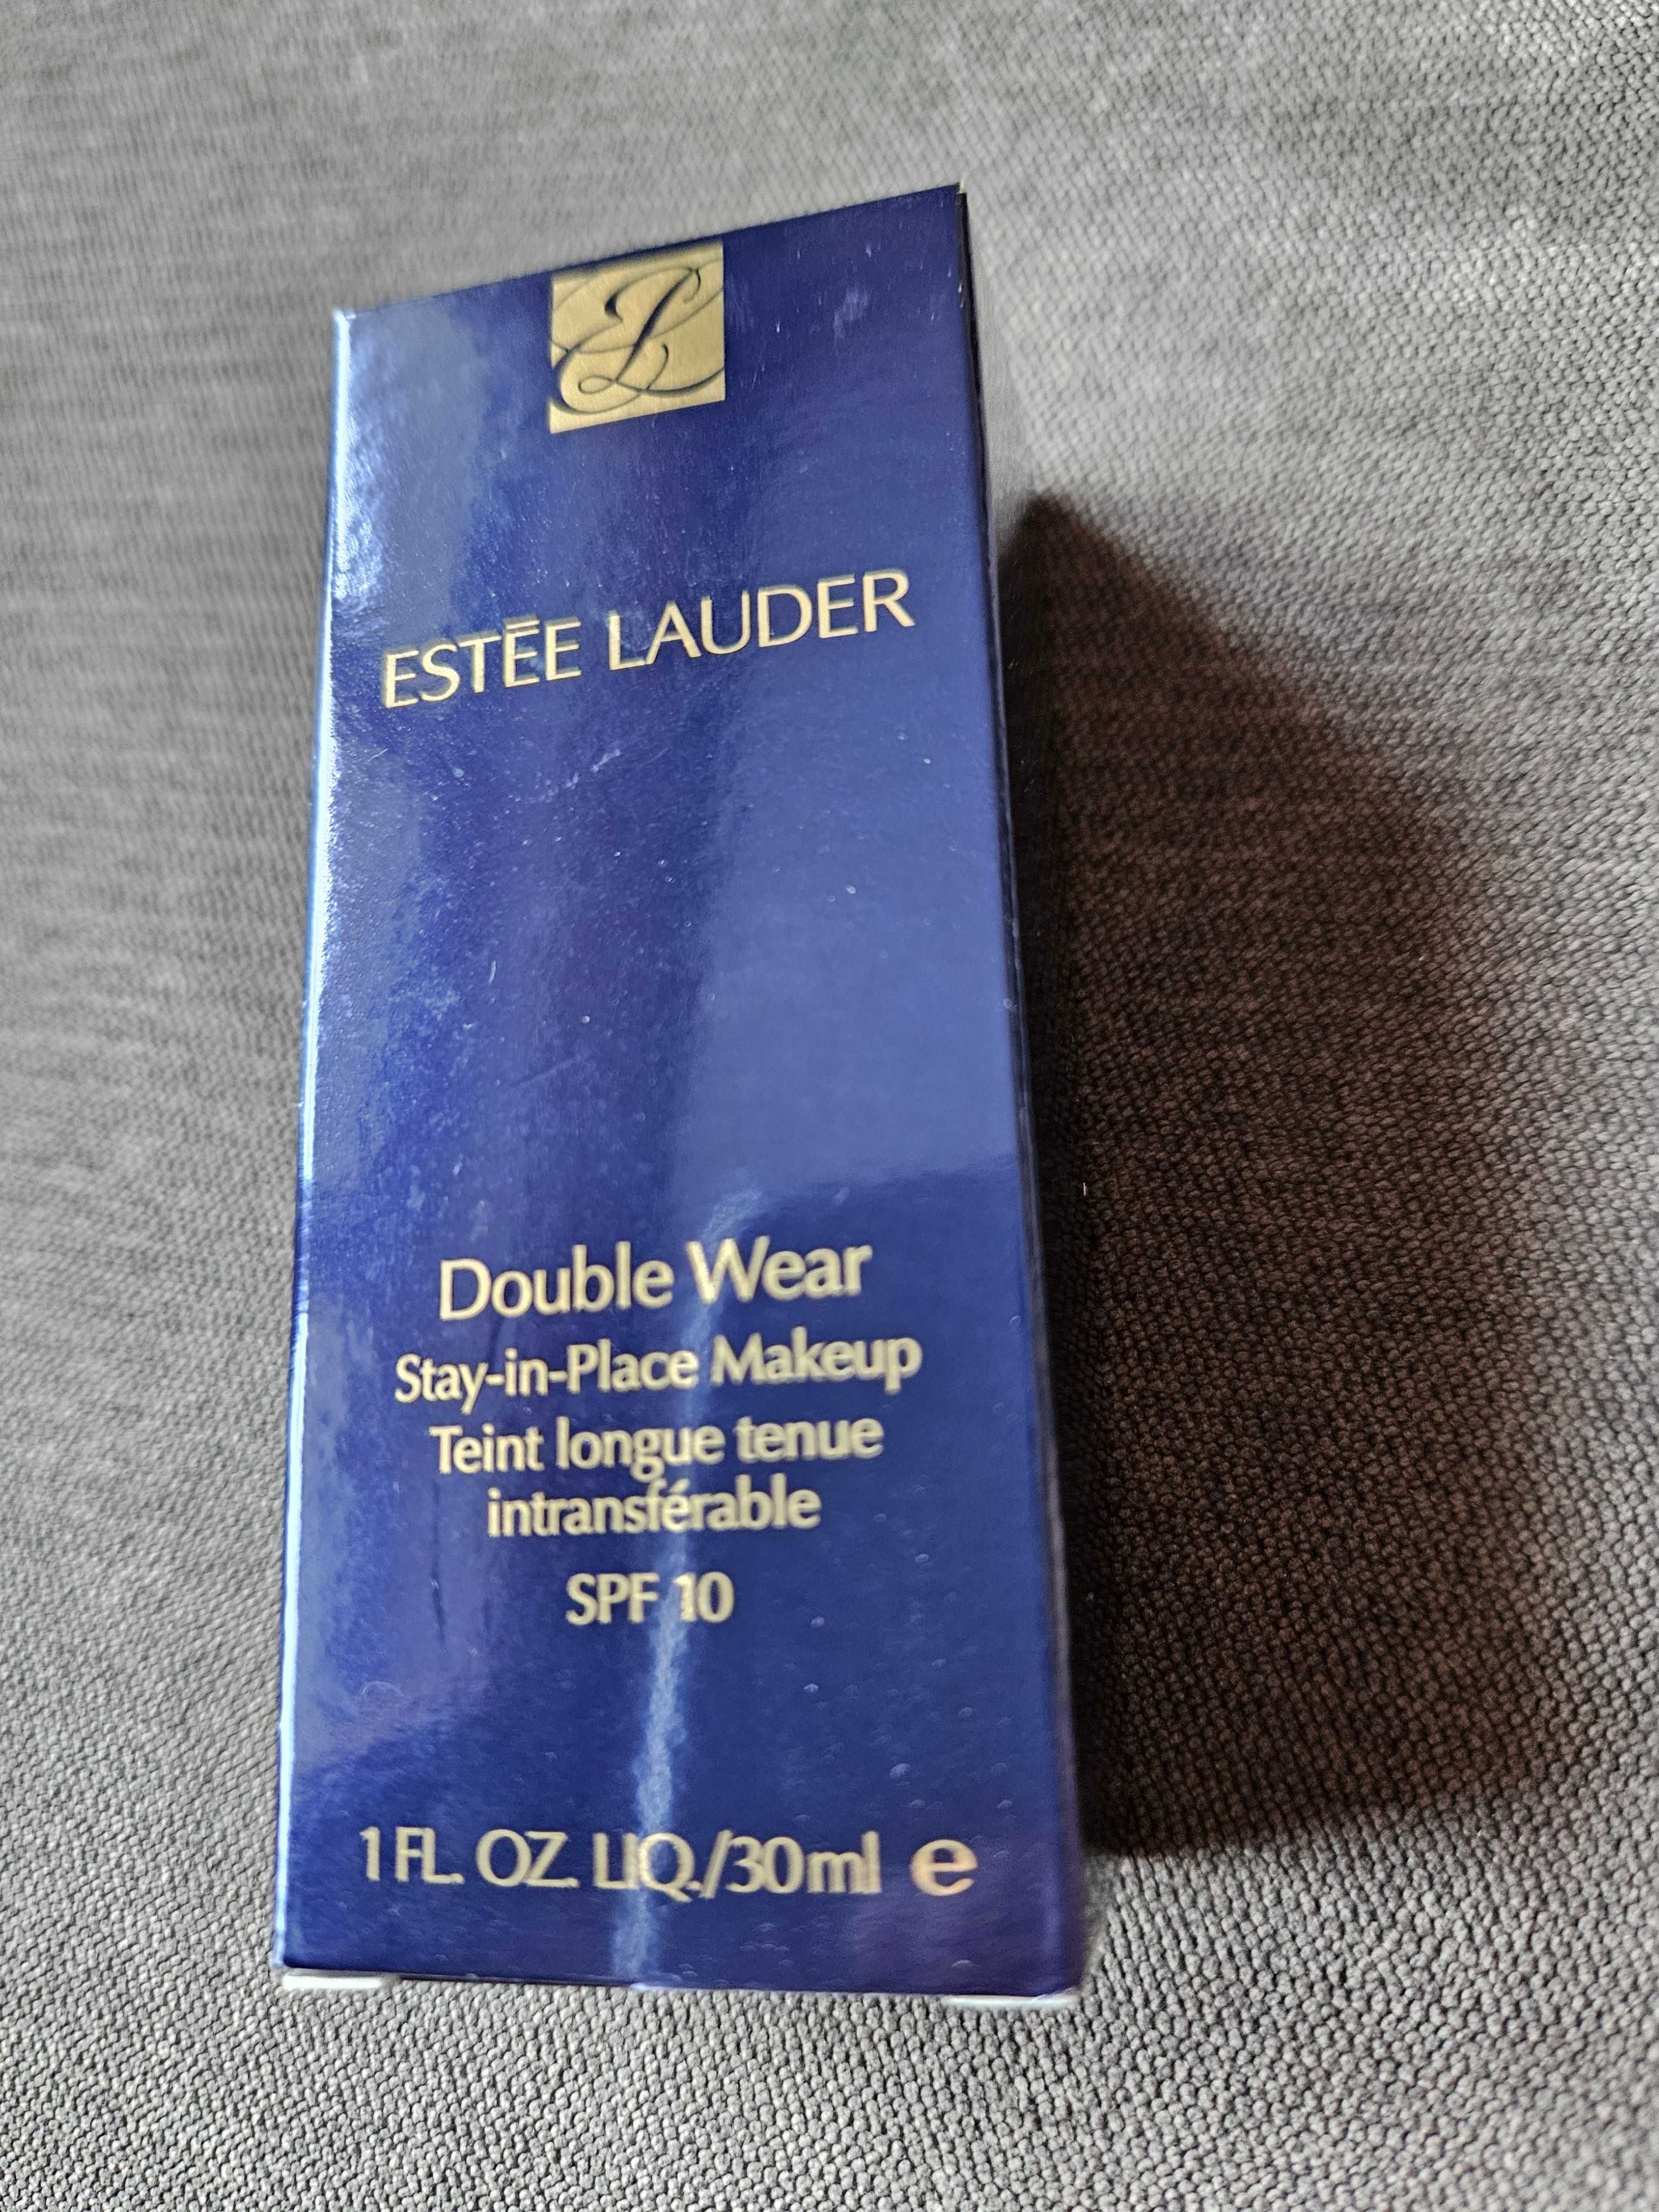 EL
ESTĒE LAUDER
Double Wear
Stay-in-Place Makeup
Teint longue tenue
intransférable
SPF 10
1 FL. OZ. LIQ./30ml ℮